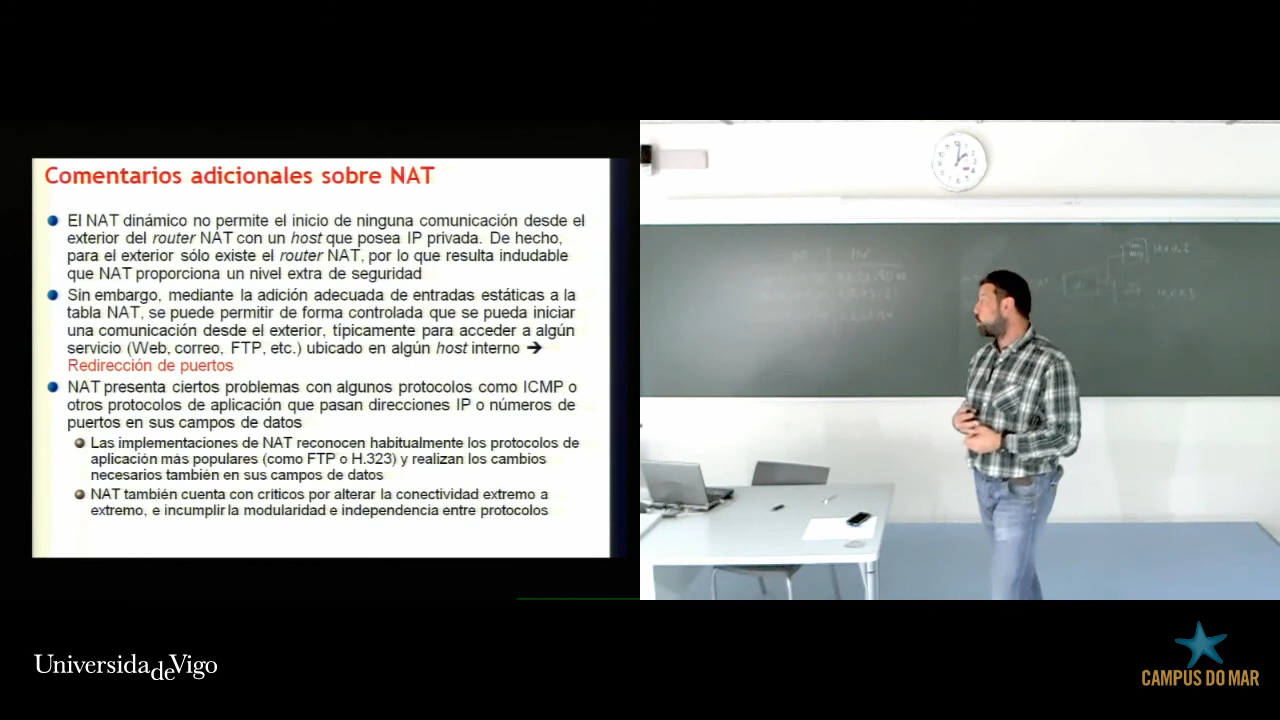 Comentarios adicionales sobre NAT
El NAT dinámico no permite el inicio de ninguna comunicación desde el
exterior del router NAT con un host que posea IP privada. De hecho,
para el exterior sólo existe el router NAT, por lo que resulta indudable
que NAT proporciona un nivel extra de seguridad
Sin embargo, mediante la adición adecuada de entradas estáticas a la
tabla NAT, se puede permitir de forma controlada que se pueda iniciar
una comunicación desde el exterior, típicamente para acceder a algún
servicio (Web, correo, FTP, etc.) ubicado en algún host interno ➔
Redirección de puertos
NAT presenta ciertos problemas con algunos protocolos como ICMP o
otros protocolos de aplicación que pasan direcciones IP o números de
puertos en sus campos de datos
Las implementaciones de NAT reconocen habitualmente los protocolos de
aplicación más populares (como FTP o H.323) y realizan los cambios
necesarios también en sus campos de datos
NAT también cuenta con críticos por alterar la conectividad extremo a
extremo, e incumplir la modularidad e independencia entre protocolos
Universidade de Vigo
CAMPUS DO MAR